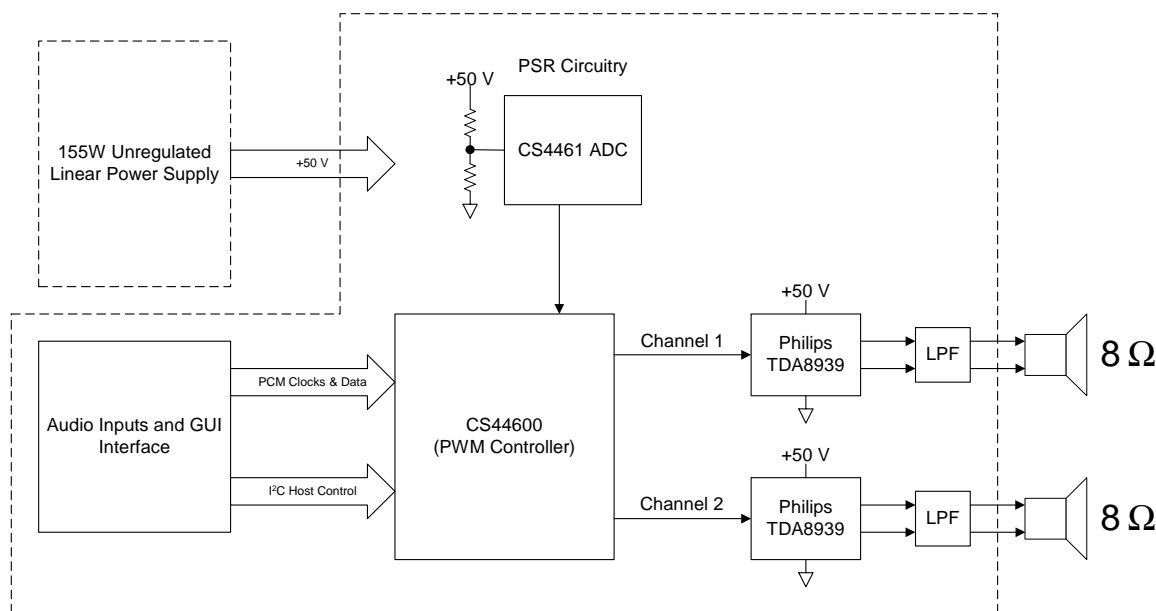 PSR Circuitry
+50 V
CS4461 ADC
155W Unregulated
Linear Power Supply
+50 V
+50 V
Channel 1
Philips
TDA8939
LPF
8 Ω
PCM Clocks & Data
Audio Inputs and GUI
Interface
CS44600
(PWM Controller)
I²C Host Control
+50 V
Channel 2
Philips
TDA8939
LPF
8 Ω